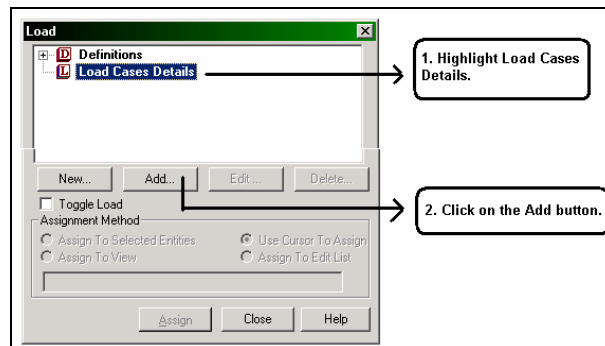 Load
D Definitions
L Load Cases Details
1. Highlight Load Cases
Details.
New... Add... Edit... Delete...
2. Click on the Add button.
Toggle Load
Assignment Method
Assign To Selected Entities Use Cursor To Assign
Assign To View Assign To Edit List
Assign Close Help